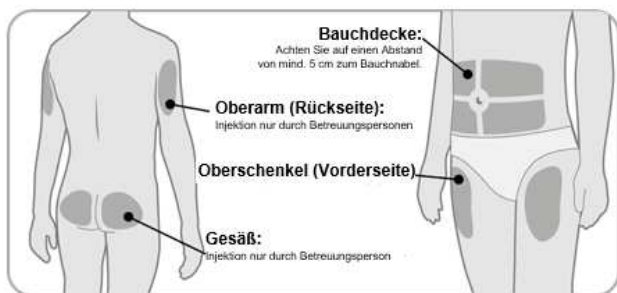 Bauchdecke:
Achten Sie auf einen Abstand
von mind. 5 cm zum Bauchnabel.
Oberarm (Rückseite):
Injektion nur durch Betreuungspersonen
Oberschenkel (Vorderseite)
Gesäß:
Injektion nur durch Betreuungsperson